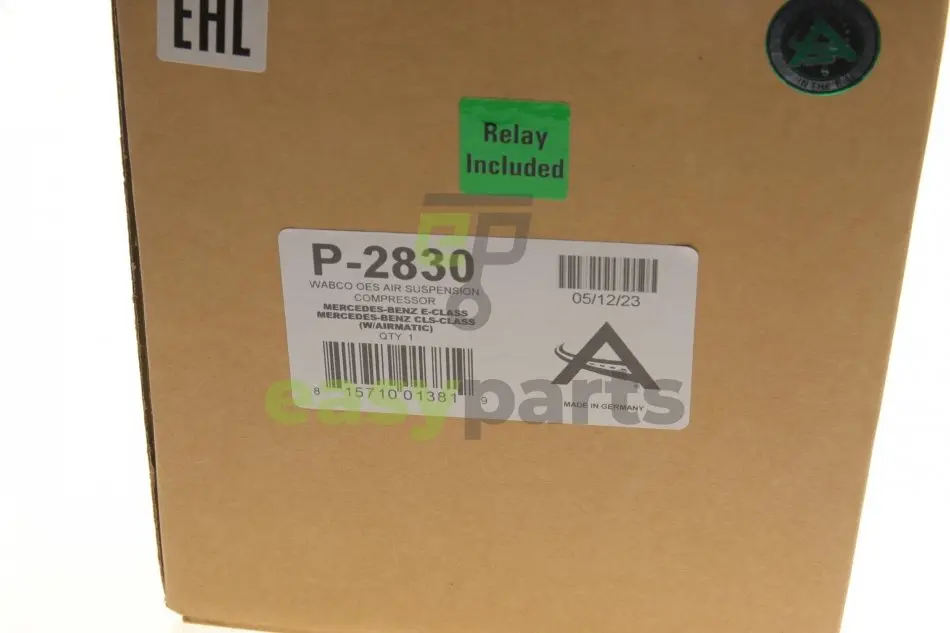 EAC
Relay
Included
P-2830
WABCO OES AIR SUSPENSION
COMPRESSOR
MERCEDES-BENZ E-CLASS
MERCEDES-BENZ CLS-CLASS
(W/AIRMATIC)
QTY 1
8 15710 01381 9
05/12/23
MADE IN GERMANY
easyparts